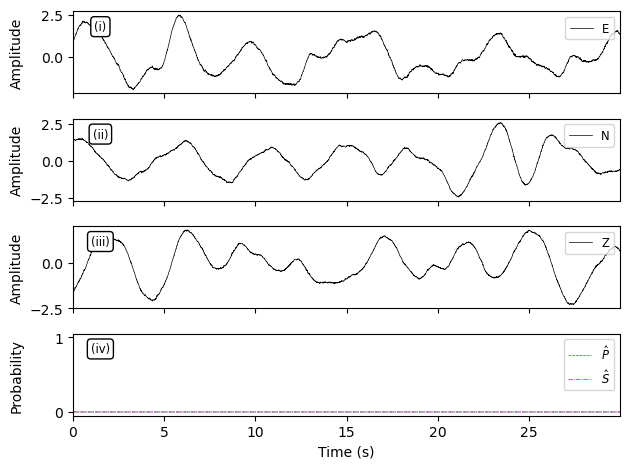 2.5
0.0
Amplitude
(i)
E
2.5
0.0
−2.5
Amplitude
(ii)
N
0.0
−2.5
Amplitude
(iii)
Z
1
0
Probability
(iv)
P̂
Ŝ
0 5 10 15 20 25
Time (s)